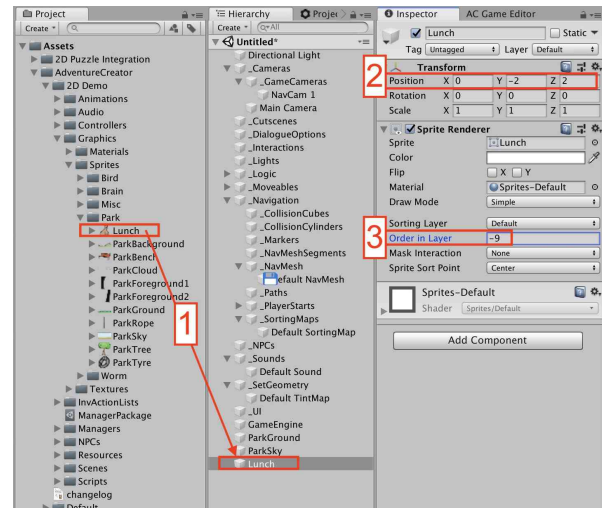 Project
Create
Assets
2D Puzzle Integration
AdventureCreator
2D Demo
Animations
Audio
Controllers
Graphics
Materials
Sprites
Bird
Brain
Misc
Park
Lunch
ParkBackground
ParkBench
ParkCloud
ParkForeground1
ParkForeground2
ParkGround
ParkRope
ParkSky
ParkTree
ParkTyre
Worm
Textures
InvActionLists
ManagerPackage
Managers
NPCs
Resources
Scenes
Scripts
changelog
Default
1
Hierarchy
Projec
Create
All
Untitled*
Directional Light
_Cameras
_GameCameras
NavCam 1
Main Camera
_Cutscenes
_DialogueOptions
_Interactions
_Lights
_Logic
_Moveables
_Navigation
_CollisionCubes
_CollisionCylinders
_Markers
_NavMeshSegments
_NavMesh
efault NavMesh
_Paths
_PlayerStarts
_SortingMaps
Default SortingMap
_NPCs
_Sounds
Default Sound
_SetGeometry
Default TintMap
_UI
GameEngine
ParkGround
ParkSky
Lunch
Inspector AC Game Editor
Lunch Static
Tag Untagged Layer Default
Transform
2
Position X 0 Y -2 Z 2
Rotation X 0 Y 0 Z 0
Scale X 1 Y 1 Z 1
Sprite Renderer
Sprite Lunch
Color
Flip X Y
Material Sprites-Default
Draw Mode Simple
Sorting Layer Default
3
Order in Layer -9
Mask Interaction None
Sprite Sort Point Center
Sprites-Default
Shader Sprites/Default
Add Component